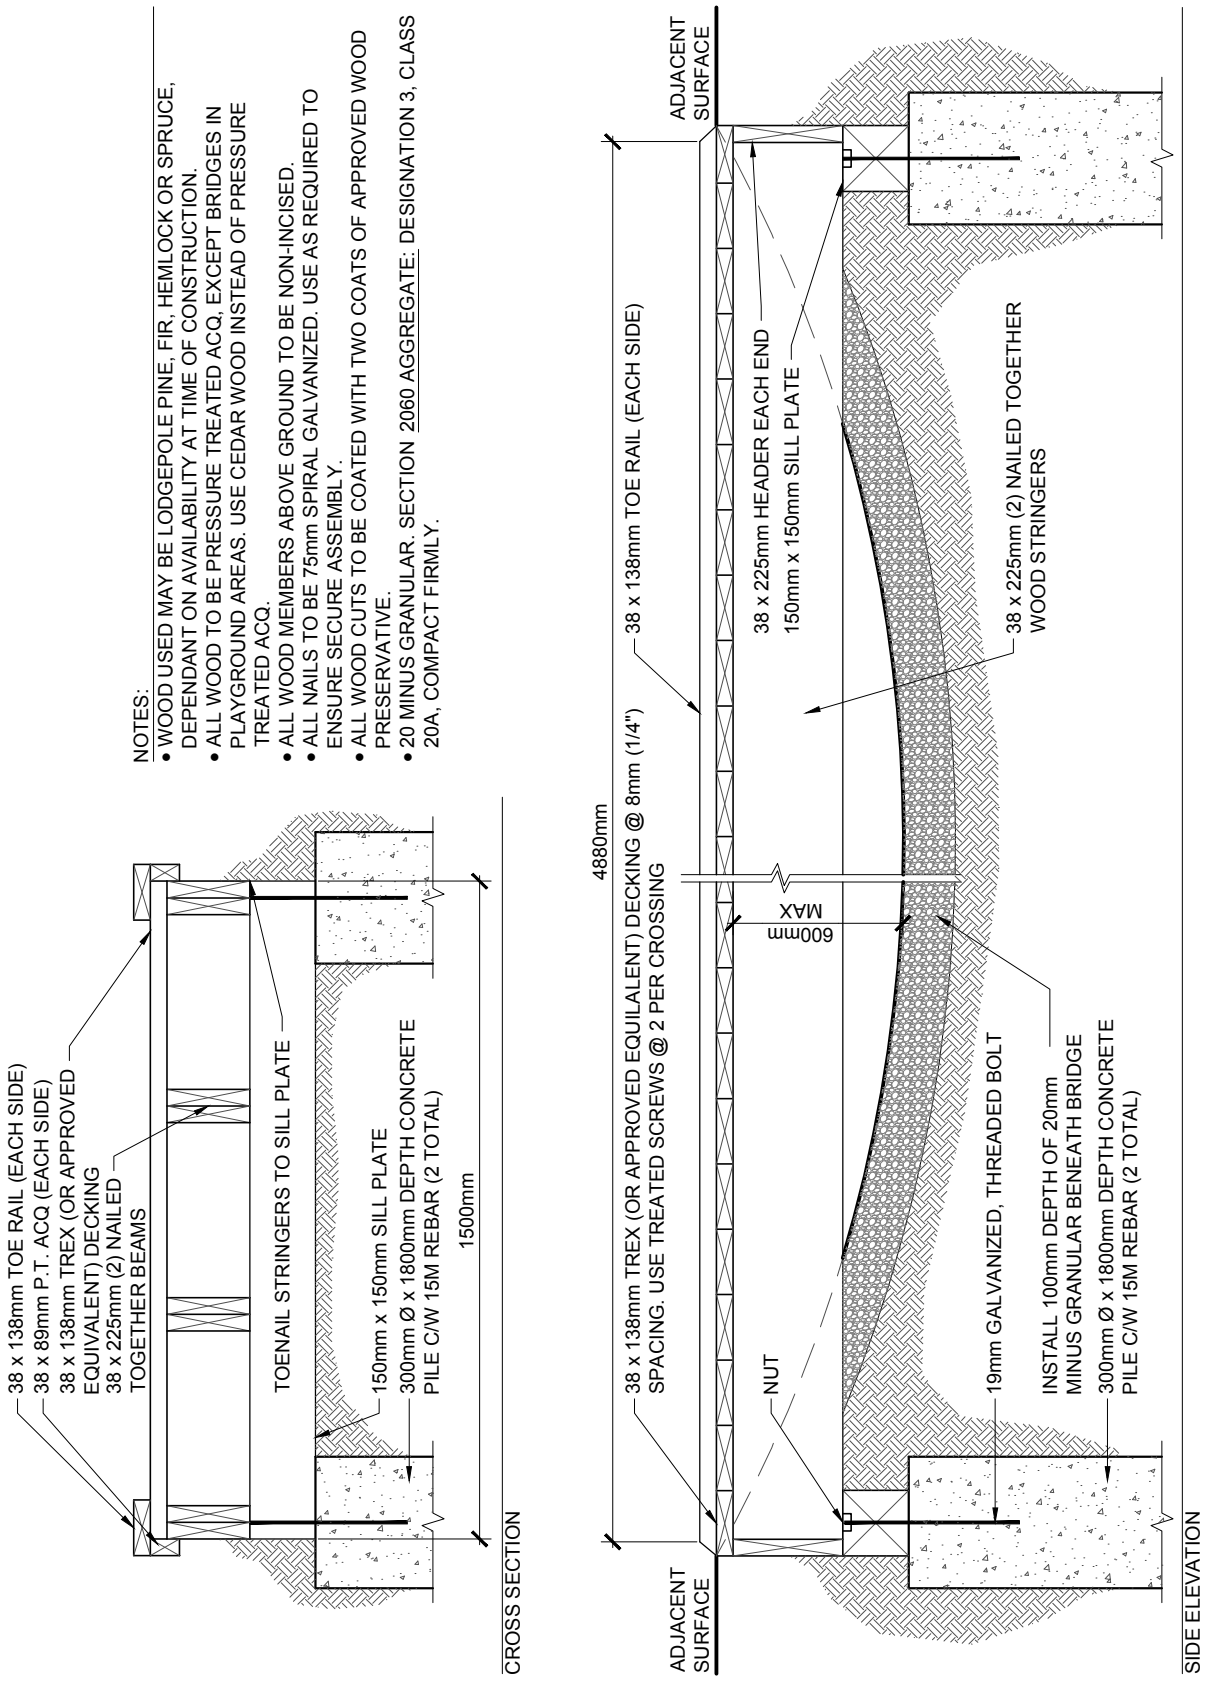 38 x 138mm TOE RAIL (EACH SIDE)
38 x 89mm P.T. ACQ (EACH SIDE)
38 x 138mm TREX (OR APPROVED
EQUIVALENT) DECKING
38 x 225mm (2) NAILED
TOGETHER BEAMS
TOENAIL STRINGERS TO SILL PLATE
150mm x 150mm SILL PLATE
300mm Ø x 1800mm DEPTH CONCRETE
PILE C/W 15M REBAR (2 TOTAL)
1500mm
CROSS SECTION
NOTES:
• WOOD USED MAY BE LODGEPOLE PINE, FIR, HEMLOCK OR SPRUCE,
DEPENDANT ON AVAILABILITY AT TIME OF CONSTRUCTION.
• ALL WOOD TO BE PRESSURE TREATED ACQ, EXCEPT BRIDGES IN
PLAYGROUND AREAS. USE CEDAR WOOD INSTEAD OF PRESSURE
TREATED ACQ.
• ALL WOOD MEMBERS ABOVE GROUND TO BE NON-INCISED.
• ALL NAILS TO BE 75mm SPIRAL GALVANIZED. USE AS REQUIRED TO
ENSURE SECURE ASSEMBLY.
• ALL WOOD CUTS TO BE COATED WITH TWO COATS OF APPROVED WOOD
PRESERVATIVE.
• 20 MINUS GRANULAR. SECTION 2060 AGGREGATE: DESIGNATION 3, CLASS
20A, COMPACT FIRMLY.
4880mm
38 x 138mm TREX (OR APPROVED EQUILALENT) DECKING @ 8mm (1/4")
SPACING. USE TREATED SCREWS @ 2 PER CROSSING
38 x 138mm TOE RAIL (EACH SIDE)
ADJACENT
SURFACE
ADJACENT
SURFACE
NUT
600mm
MAX
38 x 225mm HEADER EACH END
150mm x 150mm SILL PLATE
19mm GALVANIZED, THREADED BOLT
INSTALL 100mm DEPTH OF 20mm
MINUS GRANULAR BENEATH BRIDGE
300mm Ø x 1800mm DEPTH CONCRETE
PILE C/W 15M REBAR (2 TOTAL)
38 x 225mm (2) NAILED TOGETHER
WOOD STRINGERS
SIDE ELEVATION